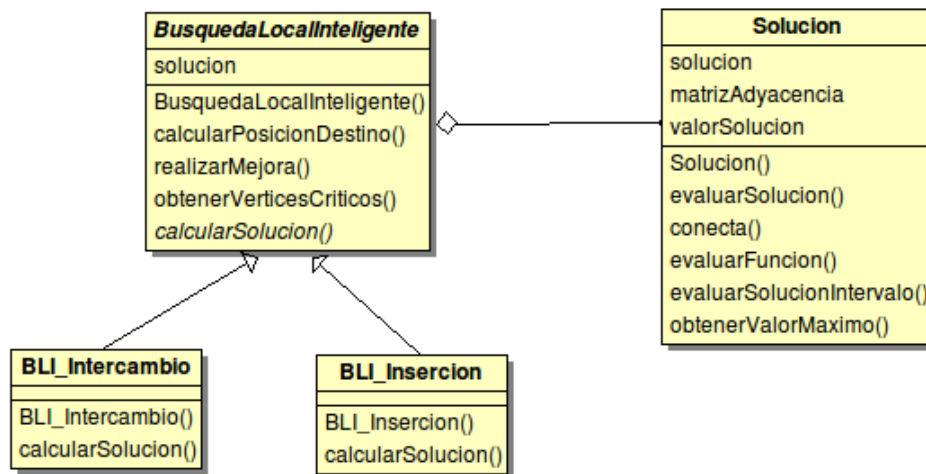 BusquedaLocalInteligente
solucion
BusquedaLocalInteligente()
calcularPosicionDestino()
realizarMejora()
obtenerVerticesCriticos()
calcularSolucion()
Solucion
solucion
matrizAdyacencia
valorSolucion
Solucion()
evaluarSolucion()
conecta()
evaluarFuncion()
evaluarSolucionIntervalo()
obtenerValorMaximo()
BLI_Intercambio
BLI_Intercambio()
calcularSolucion()
BLI_Insercion
BLI_Insercion()
calcularSolucion()